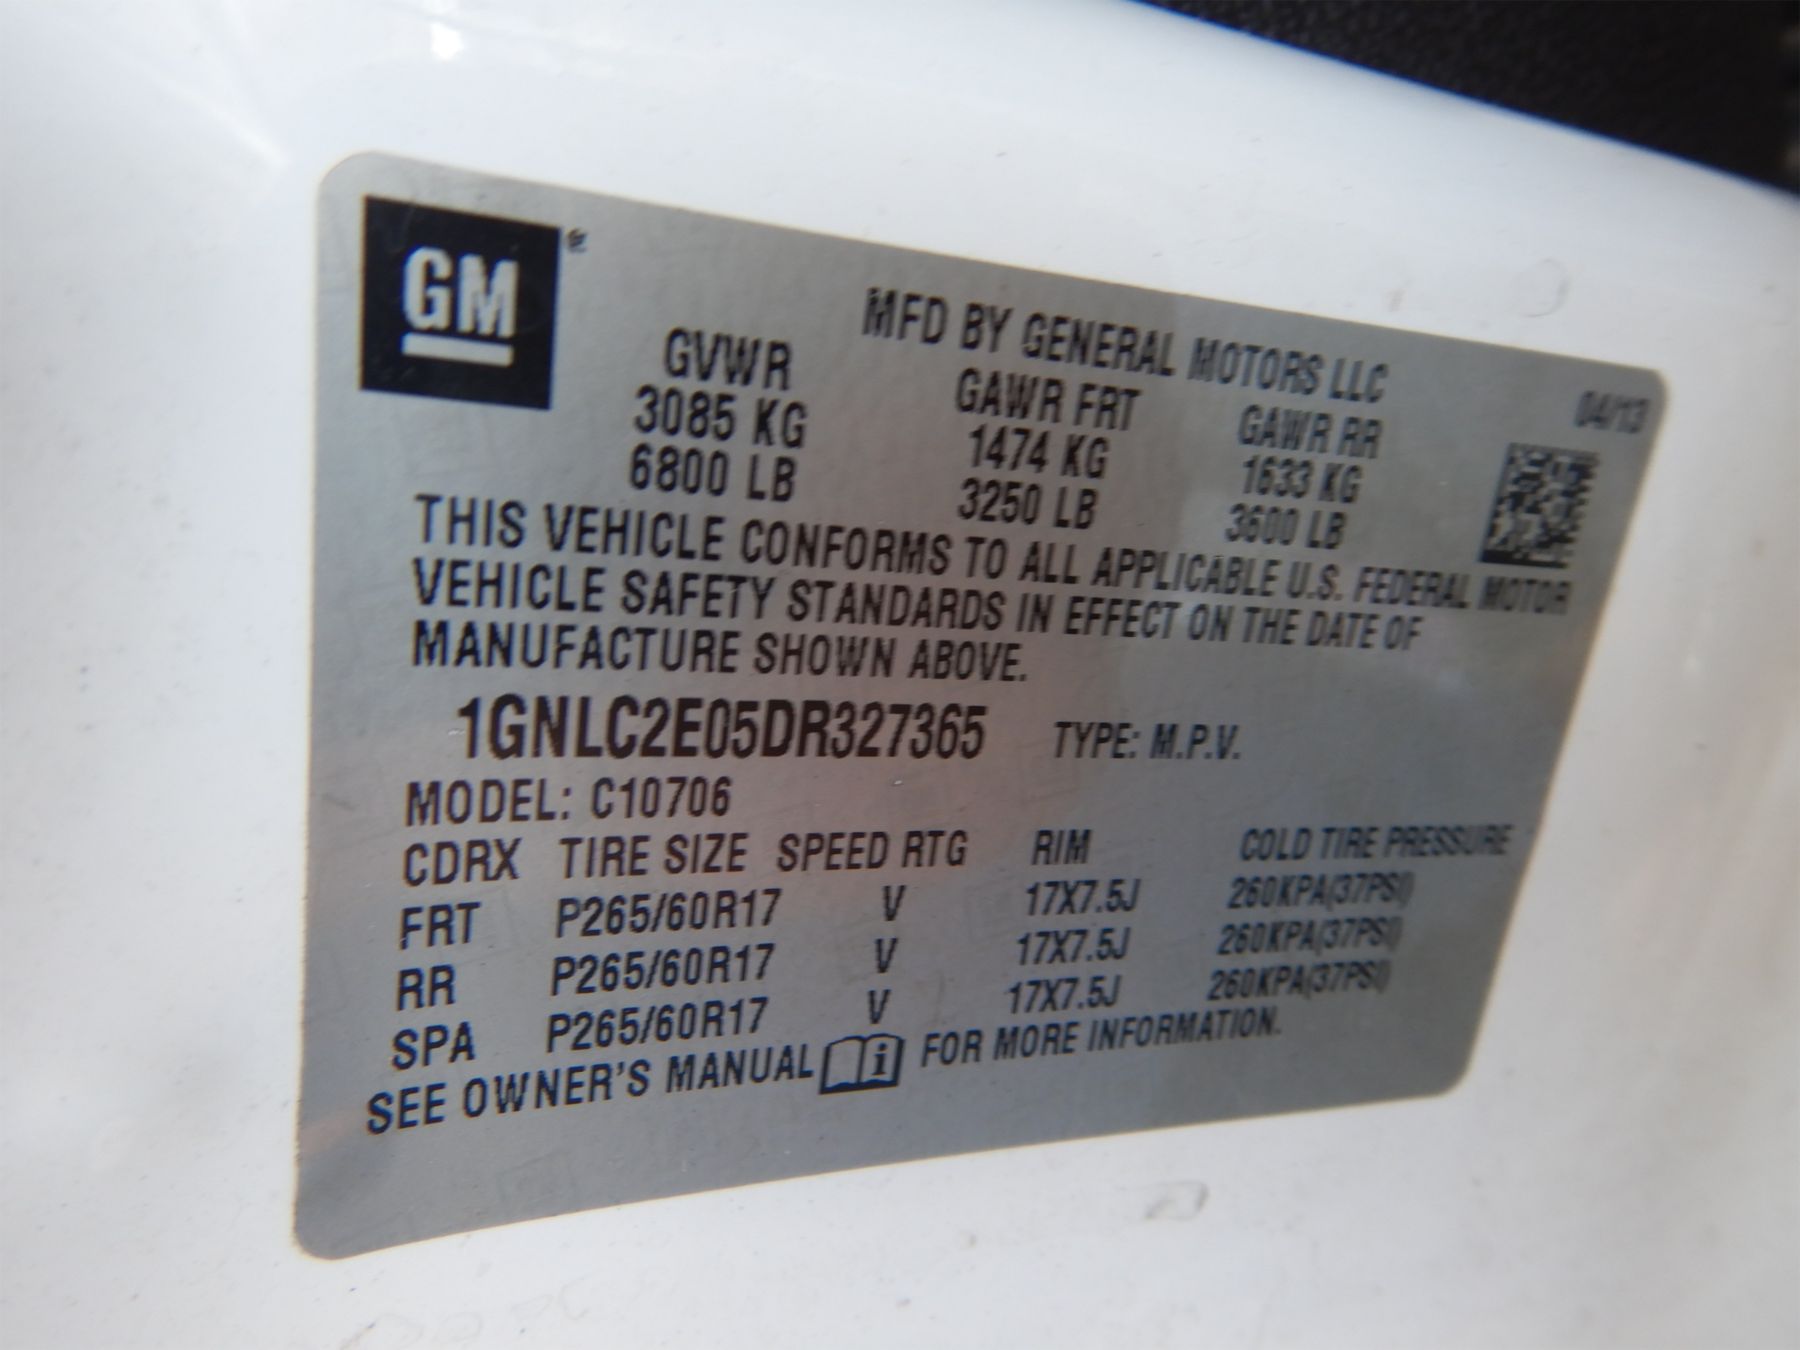 GM
MFD BY GENERAL MOTORS LLC
04/13
GVWR GAWR FRT GAWR RR
3085 KG 1474 KG 1633 KG
6800 LB 3250 LB 3600 LB
THIS VEHICLE CONFORMS TO ALL APPLICABLE U.S. FEDERAL MOTOR
VEHICLE SAFETY STANDARDS IN EFFECT ON THE DATE OF
MANUFACTURE SHOWN ABOVE.
1GNLC2E05DR327365 TYPE: M.P.V.
MODEL: C10706
CDRX TIRE SIZE SPEED RTG RIM COLD TIRE PRESSURE
FRT P265/60R17 V 17X7.5J 260KPA(37PSI)
RR P265/60R17 V 17X7.5J 260KPA(37PSI)
SPA P265/60R17 V 17X7.5J 260KPA(37PSI)
SEE OWNER'S MANUAL i FOR MORE INFORMATION.